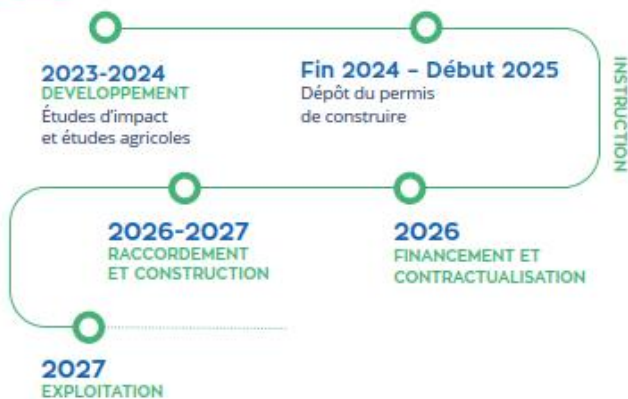 2023-2024
DEVELOPPEMENT
Études d'impact
et études agricoles
Fin 2024 – Début 2025
Dépôt du permis
de construire
INSTRUCTION
2026
FINANCEMENT ET
CONTRACTUALISATION
2026-2027
RACCORDEMENT
ET CONSTRUCTION
2027
EXPLOITATION